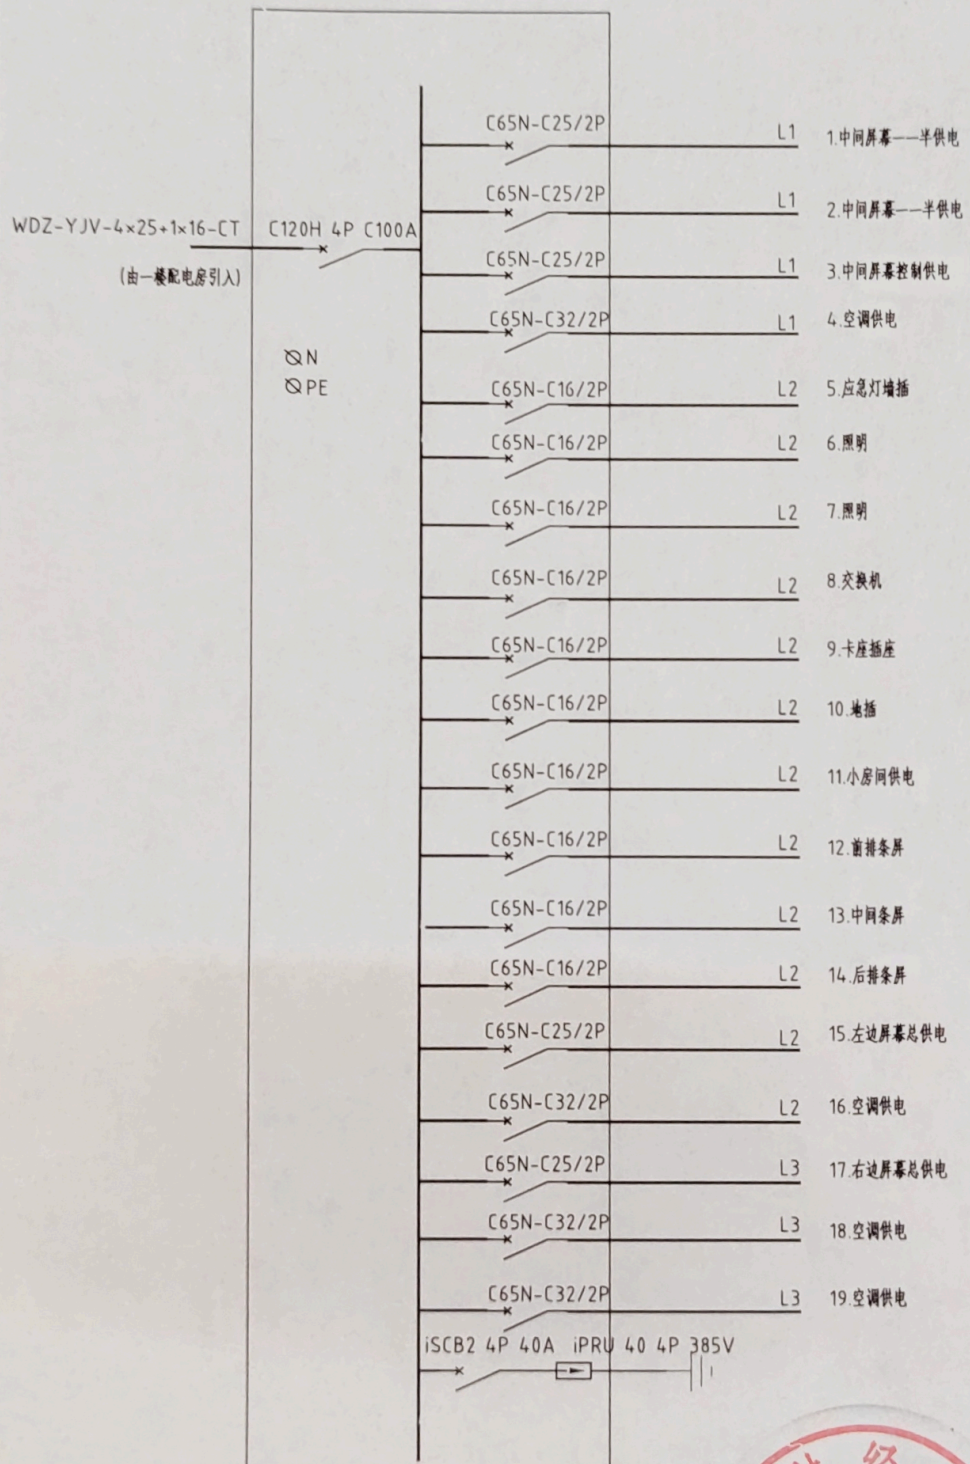 C65N-C25/2P L1 1.中间屏幕一一半供电
C65N-C25/2P L1 2.中间屏幕一一半供电
WDZ-YJV-4×25+1×16-CT C120H 4P C100A
(由一楼配电房引入)
C65N-C25/2P L1 3.中间屏幕控制供电
C65N-C32/2P L1 4.空调供电
N
PE
C65N-C16/2P L2 5.应急灯墙插
C65N-C16/2P L2 6.照明
C65N-C16/2P L2 7.照明
C65N-C16/2P L2 8.交换机
C65N-C16/2P L2 9.卡座插座
C65N-C16/2P L2 10.地插
C65N-C16/2P L2 11.小房间供电
C65N-C16/2P L2 12.前排条屏
C65N-C16/2P L2 13.中间条屏
C65N-C16/2P L2 14.后排条屏
C65N-C25/2P L2 15.左边屏幕总供电
C65N-C32/2P L2 16.空调供电
C65N-C25/2P L3 17.右边屏幕总供电
C65N-C32/2P L3 18.空调供电
C65N-C32/2P L3 19.空调供电
iSCB2 4P 40A iPRU 40 4P 385V